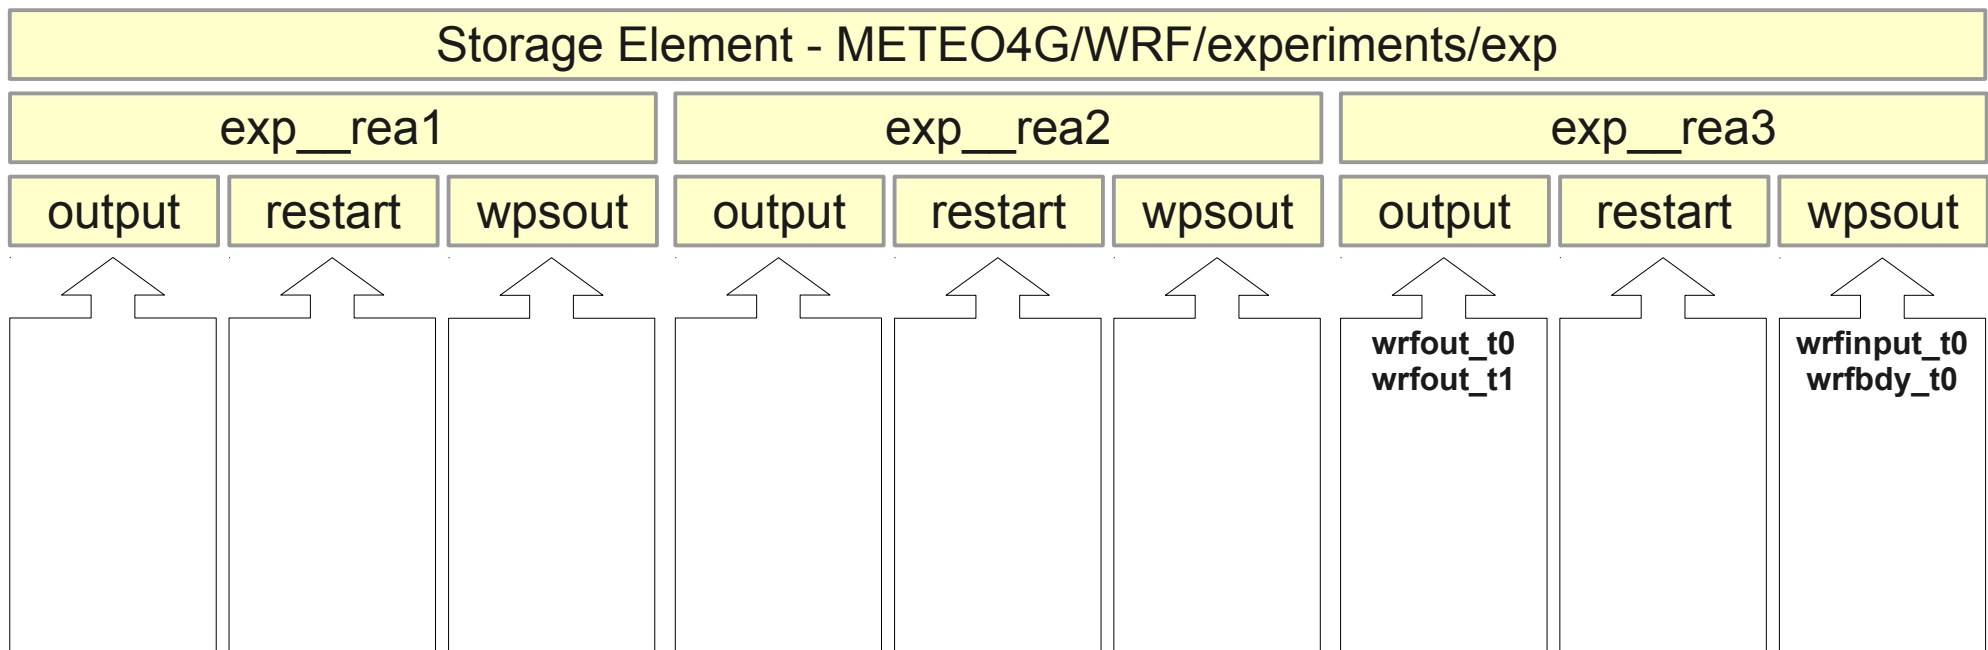 Storage Element - METEO4G/WRF/experiments/exp
exp__rea1 exp__rea2 exp__rea3
output restart wpsout output restart wpsout output restart wpsout
wrfout_t0 wrfinput_t0
wrfout_t1 wrfbdy_t0